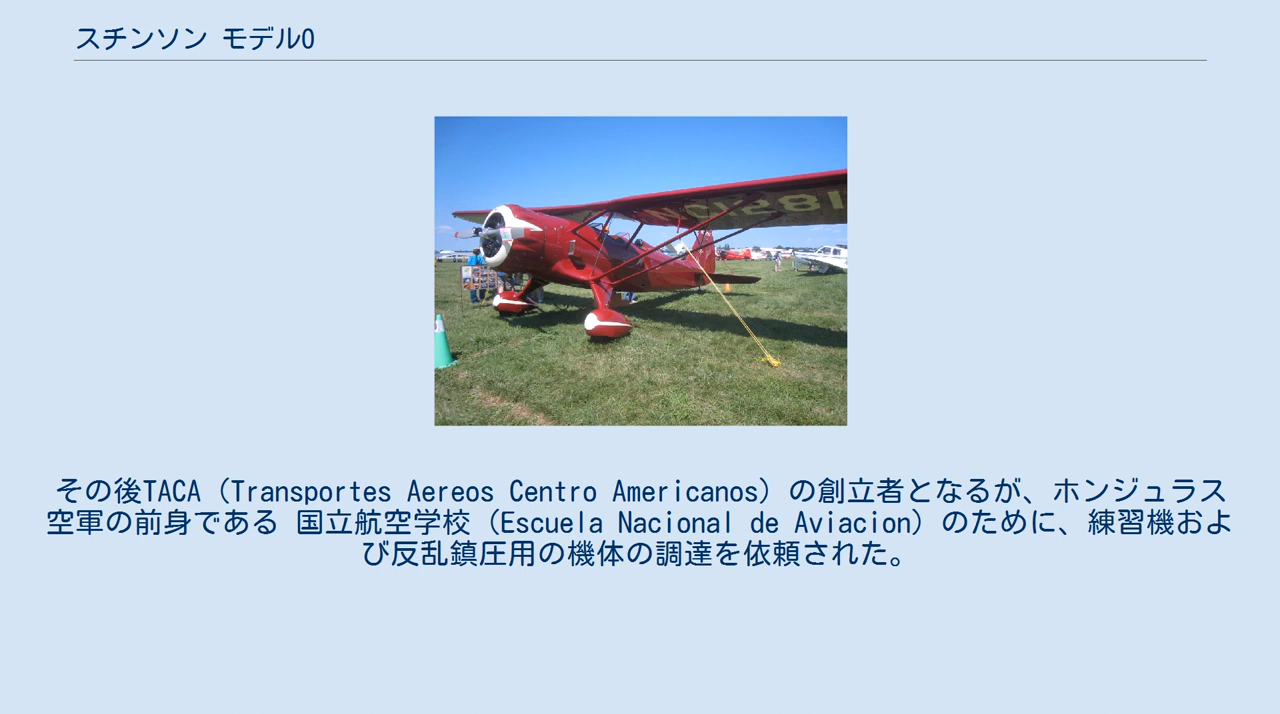 スチンソン モデルO
その後TACA（Transportes Aereos Centro Americanos）の創立者となるが、ホンジュラス
空軍の前身である 国立航空学校（Escuela Nacional de Aviacion）のために、練習機およ
び反乱鎮圧用の機体の調達を依頼された。